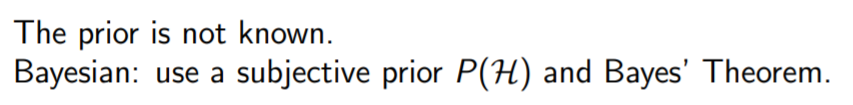 The prior is not known.
Bayesian: use a subjective prior P(ℋ) and Bayes’ Theorem.